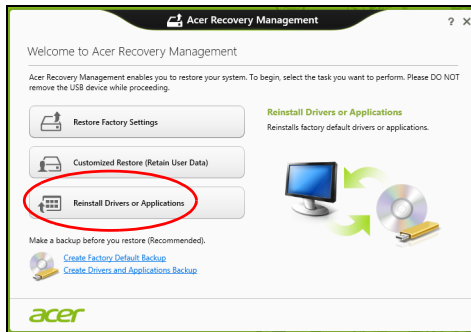 Acer Recovery Management
? X
Welcome to Acer Recovery Management
Acer Recovery Management enables you to restore your system. To begin, select the task you want to perform. Please DO NOT
remove the USB device while proceeding.
Restore Factory Settings
Customized Restore (Retain User Data)
Reinstall Drivers or Applications
Reinstall Drivers or Applications
Reinstalls factory default drivers or applications.
Make a backup before you restore (Recommended).
Create Factory Default Backup
Create Drivers and Applications Backup
acer